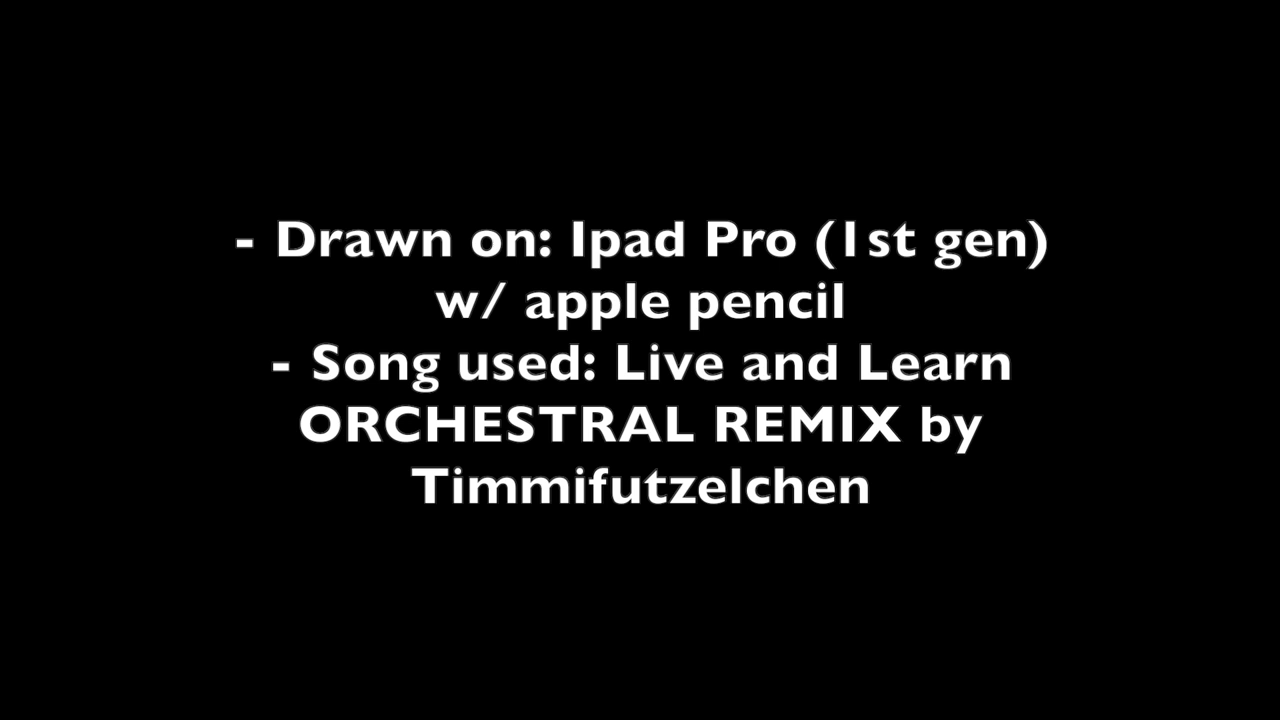 - Drawn on: Ipad Pro (1st gen)
w/ apple pencil
- Song used: Live and Learn
ORCHESTRAL REMIX by
Timmifutzelchen